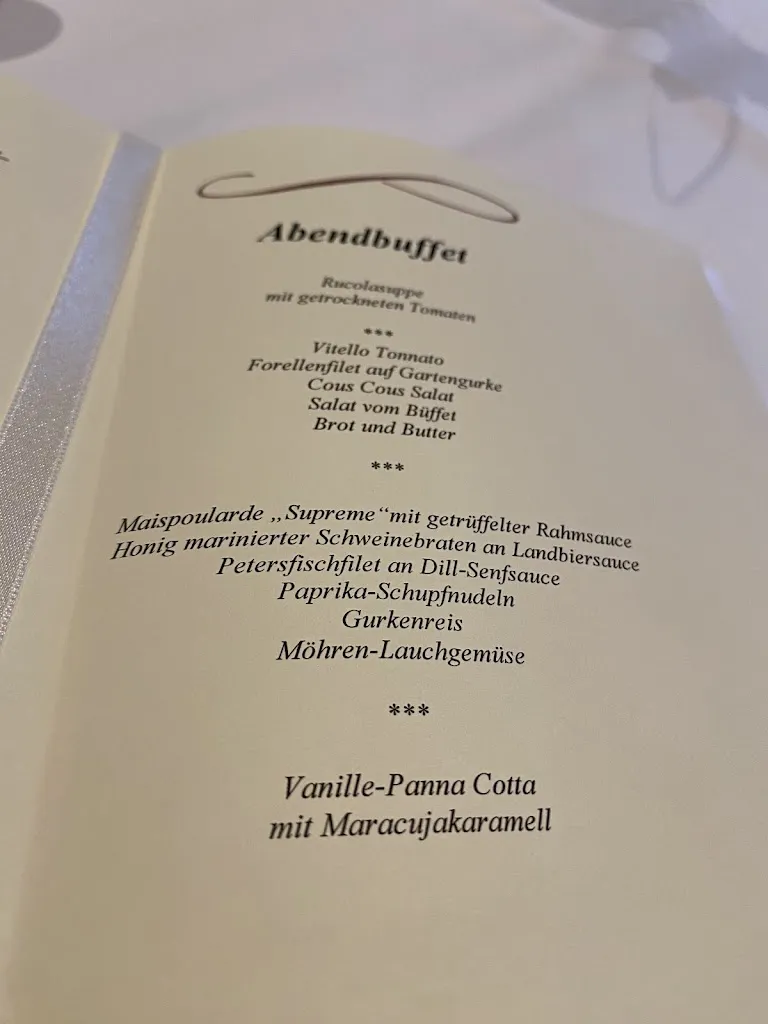 Abendbuffet
Rucolasuppe
mit getrockneten Tomaten
***
Vitello Tonnato
Forellenfilet auf Gartengurke
Cous Cous Salat
Salat vom Büffet
Brot und Butter
***
Maispoularde „Supreme“mit getrüffelter Rahmsauce
Honig marinierter Schweinebraten an Landbiersauce
Petersfischfilet an Dill-Senfsauce
Paprika-Schupfnudeln
Gurkenreis
Möhren-Lauchgemüse
***
Vanille-Panna Cotta
mit Maracujakaramell